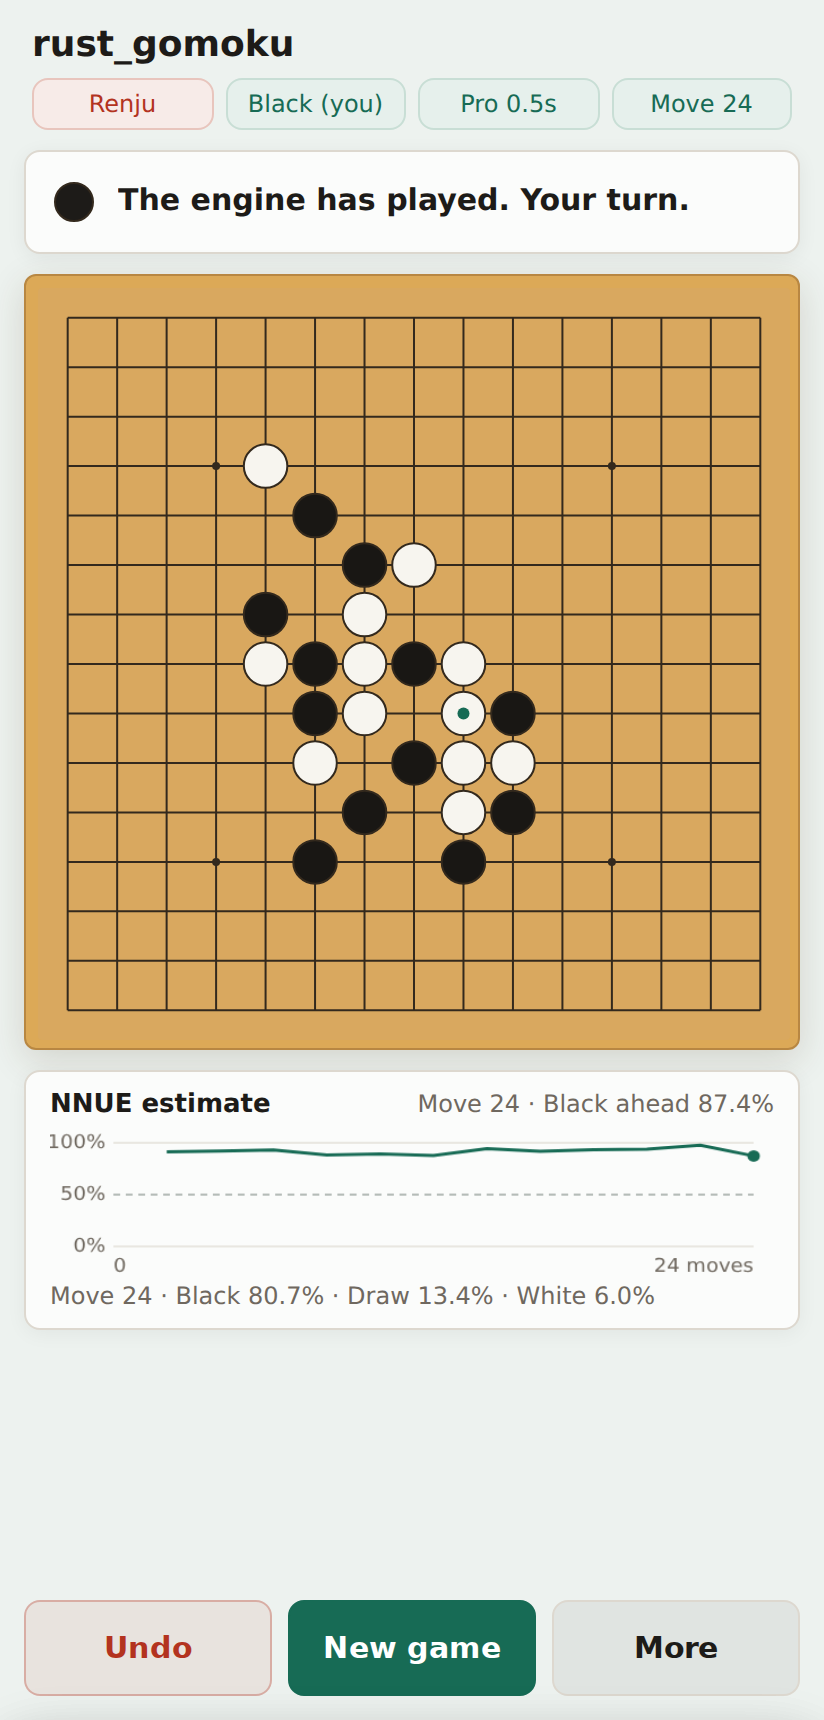 rust_gomoku
Renju
Black (you)
Pro 0.5s
Move 24
The engine has played. Your turn.
NNUE estimate
Move 24 · Black ahead 87.4%
100%
50%
0%
0
24 moves
Move 24 · Black 80.7% · Draw 13.4% · White 6.0%
Undo
New game
More